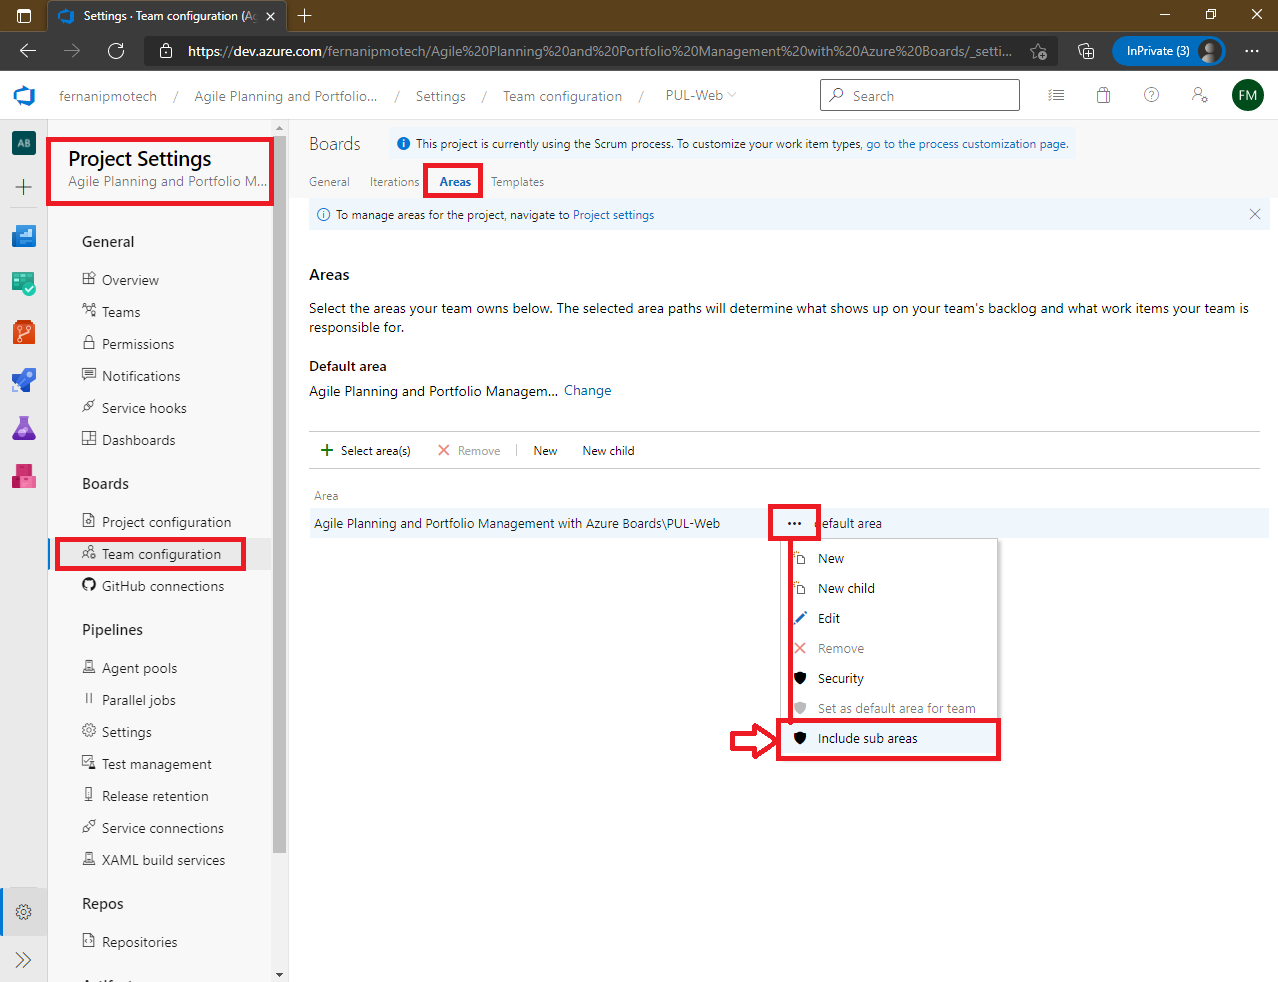 Settings · Team configuration (Ag
https://dev.azure.com/fernanipmotech/Agile%20Planning%20and%20Portfolio%20Management%20with%20Azure%20Boards/_setti...
InPrivate (3)
fernanipmotech / Agile Planning and Portfolio... / Settings / Team configuration / PUL-Web
Search
FM
AB
Project Settings
Agile Planning and Portfolio M...
General
Overview
Teams
Permissions
Notifications
Service hooks
Dashboards
Boards
Project configuration
Team configuration
GitHub connections
Pipelines
Agent pools
Parallel jobs
Settings
Test management
Release retention
Service connections
XAML build services
Repos
Repositories
Boards
This project is currently using the Scrum process. To customize your work item types, go to the process customization page.
General Iterations Areas Templates
To manage areas for the project, navigate to Project settings
Areas
Select the areas your team owns below. The selected area paths will determine what shows up on your team's backlog and what work items your team is
responsible for.
Default area
Agile Planning and Portfolio Managem... Change
Select area(s) Remove New New child
Area
Agile Planning and Portfolio Management with Azure Boards\PUL-Web ... efault area
New
New child
Edit
Remove
Security
Set as default area for team
Include sub areas